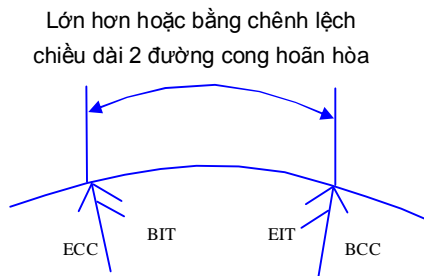 Lớn hơn hoặc bằng chênh lệch
chiều dài 2 đường cong hoãn hòa
ECC
BIT
EIT
BCC